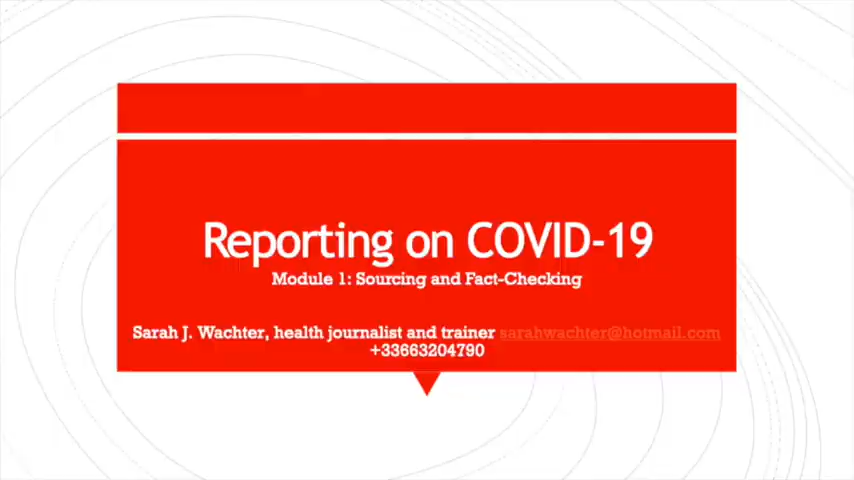 Reporting on COVID-19
Module 1: Sourcing and Fact-Checking
Sarah J. Wachter, health journalist and trainer sarahwachter@hotmail.com
+33663204790